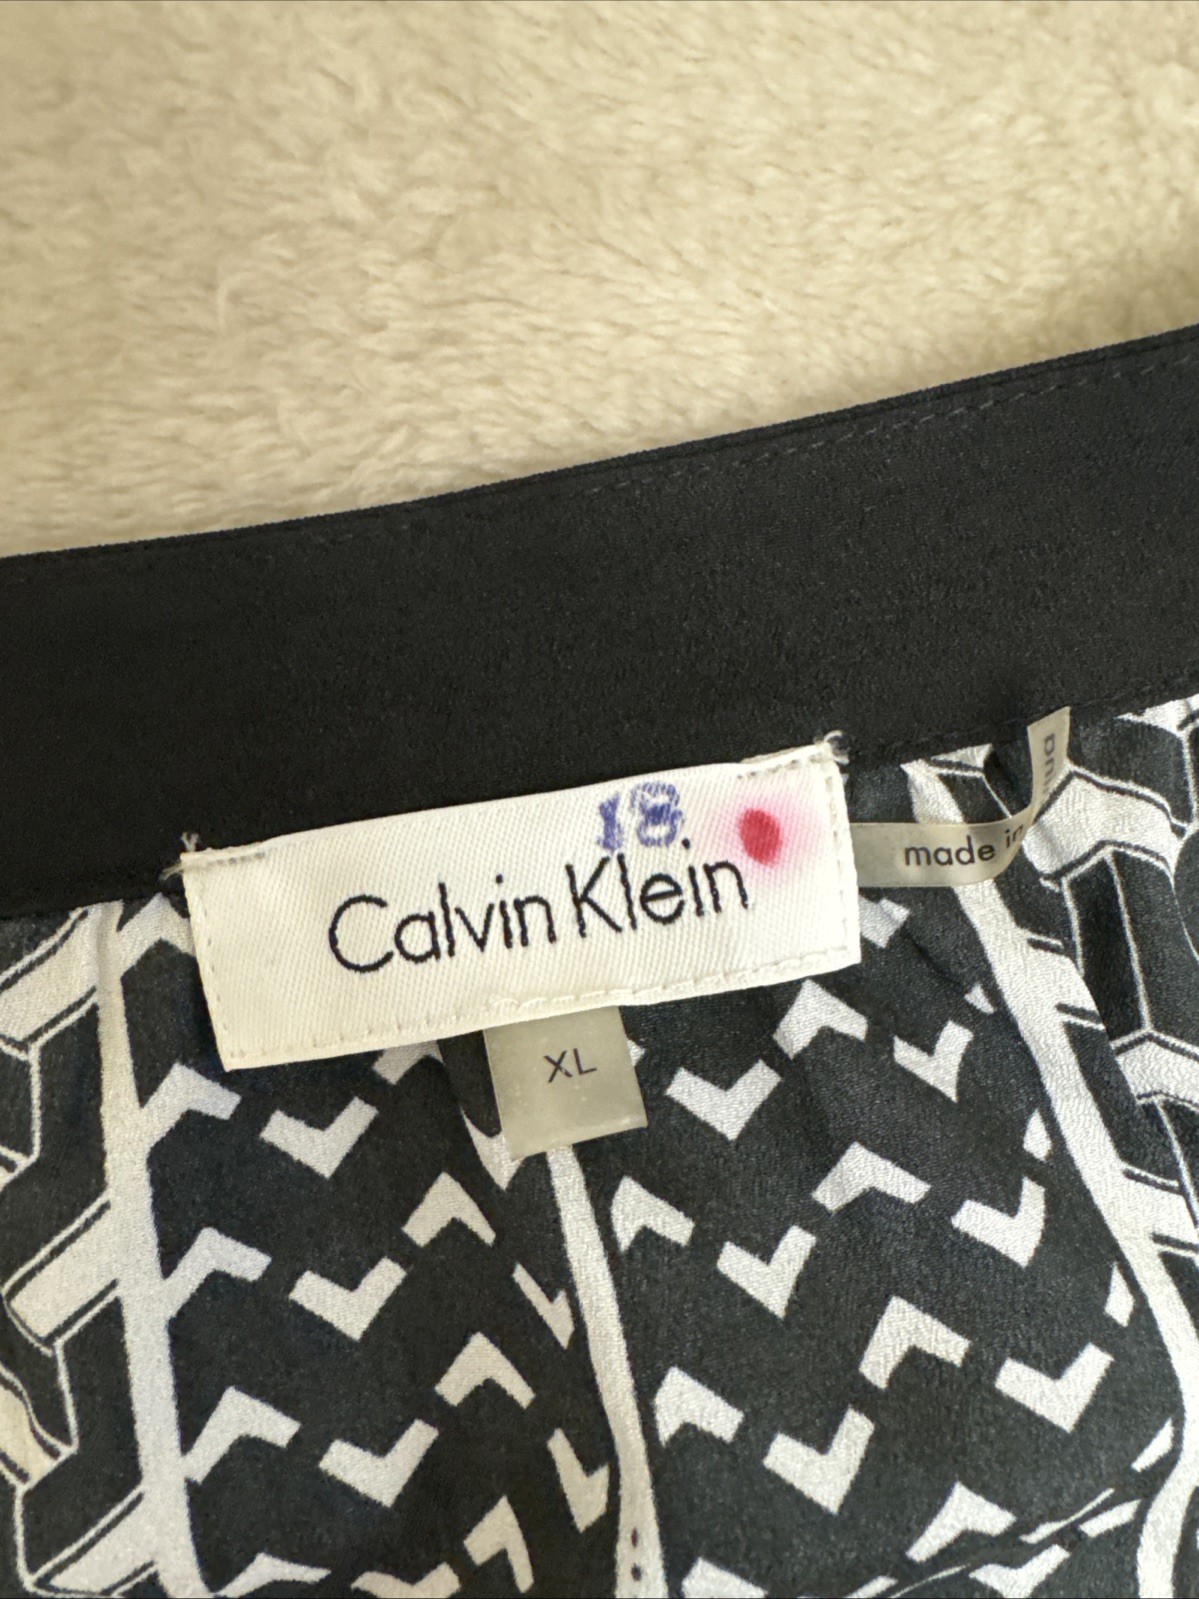 18
Calvin Klein
made in
XL